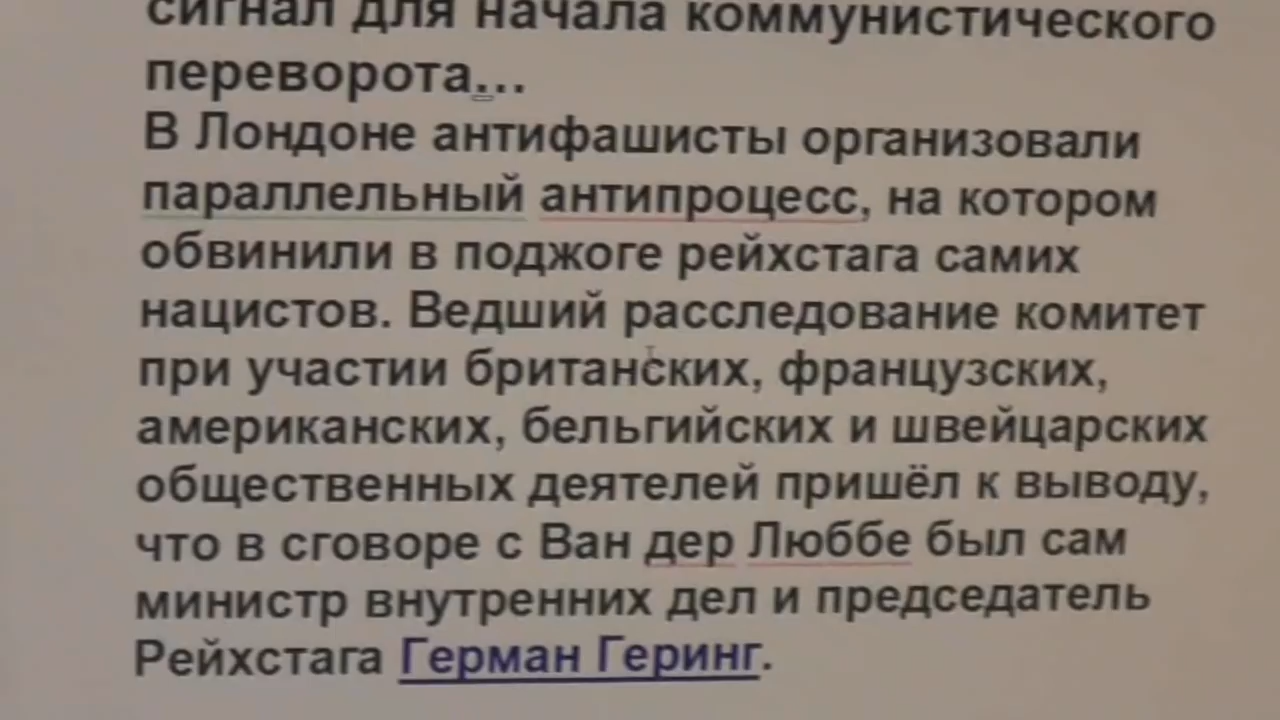 сигнал для начала коммунистического
переворота...
В Лондоне антифашисты организовали
параллельный антипроцесс, на котором
обвинили в поджоге рейхстага самих
нацистов. Ведший расследование комитет
при участии британских, французских,
американских, бельгийских и швейцарских
общественных деятелей пришёл к выводу,
что в сговоре с Ван дер Люббе был сам
министр внутренних дел и председатель
Рейхстага Герман Геринг.